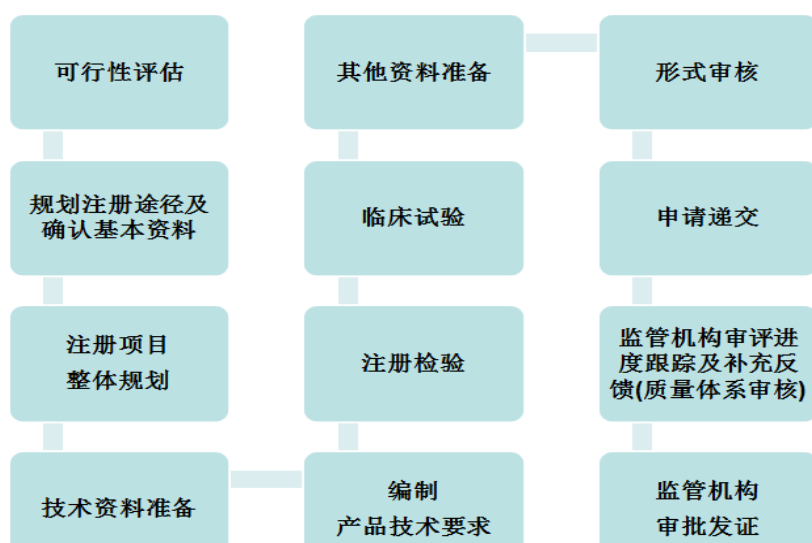 可行性评估
规划注册途径及
确认基本资料
注册项目
整体规划
技术资料准备
编制
产品技术要求
注册检验
临床试验
其他资料准备
形式审核
申请递交
监管机构审评进
度跟踪及补充反
馈(质量体系审核)
监管机构
审批发证